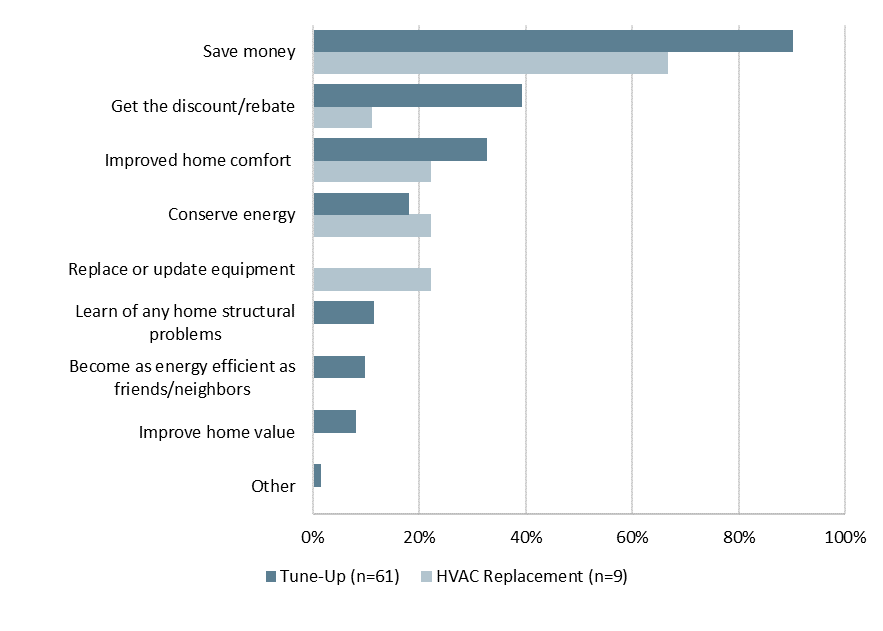 Save money
Get the discount/rebate
Improved home comfort
Conserve energy
Replace or update equipment
Learn of any home structural
problems
Become as energy efficient as
friends/neighbors
Improve home value
Other
0% 20% 40% 60% 80% 100%
Tune-Up (n=61) HVAC Replacement (n=9)